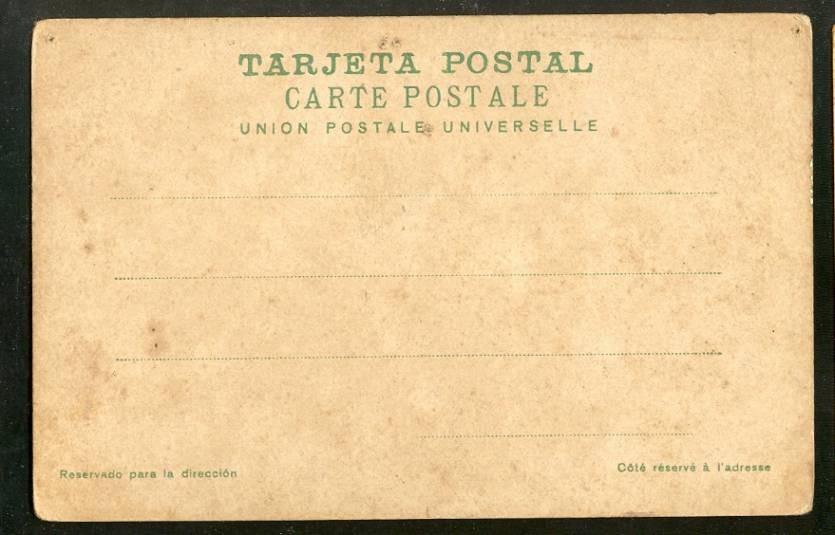 TARJETA POSTAL
CARTE POSTALE
UNION POSTALE UNIVERSELLE
Reservado para la dirección
Côté réservé à l'adresse